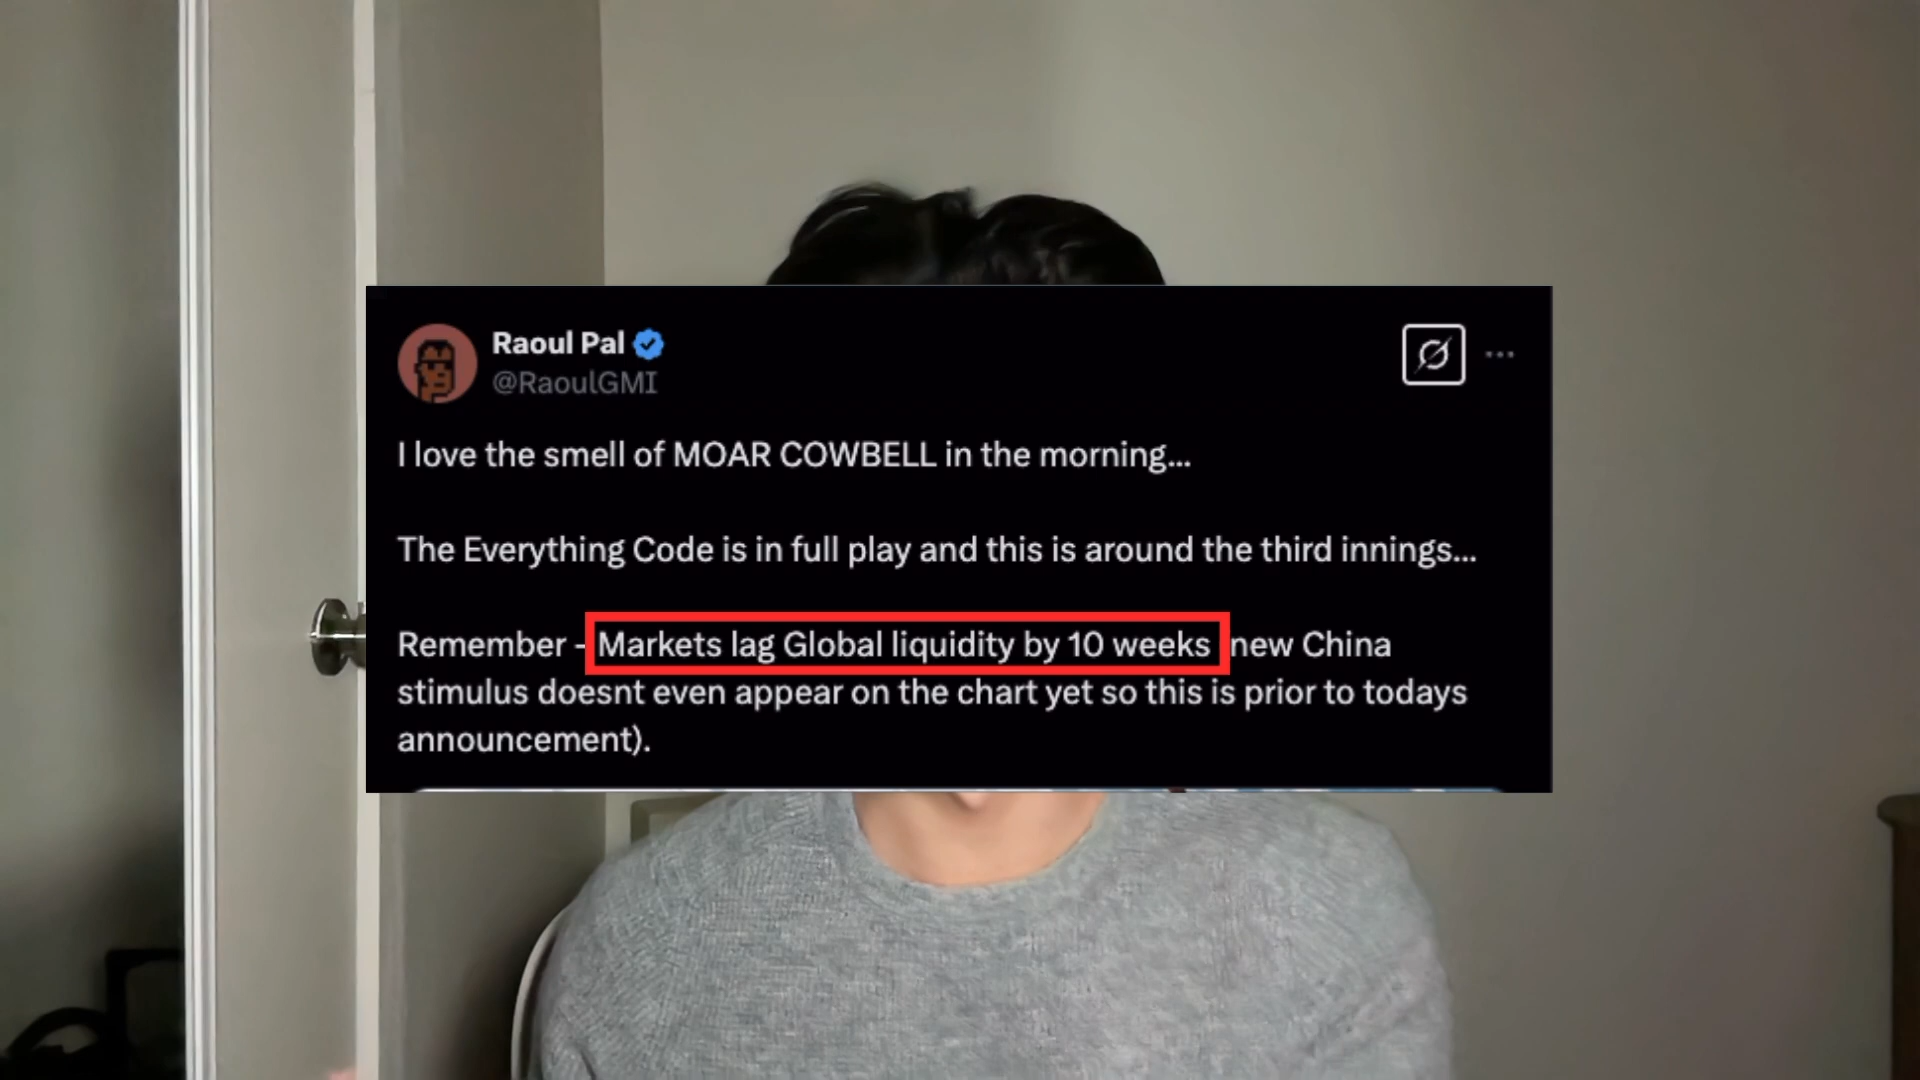 Raoul Pal
@RaoulGMI
I love the smell of MOAR COWBELL in the morning...
The Everything Code is in full play and this is around the third innings...
Remember - Markets lag Global liquidity by 10 weeks new China
stimulus doesnt even appear on the chart yet so this is prior to todays
announcement).